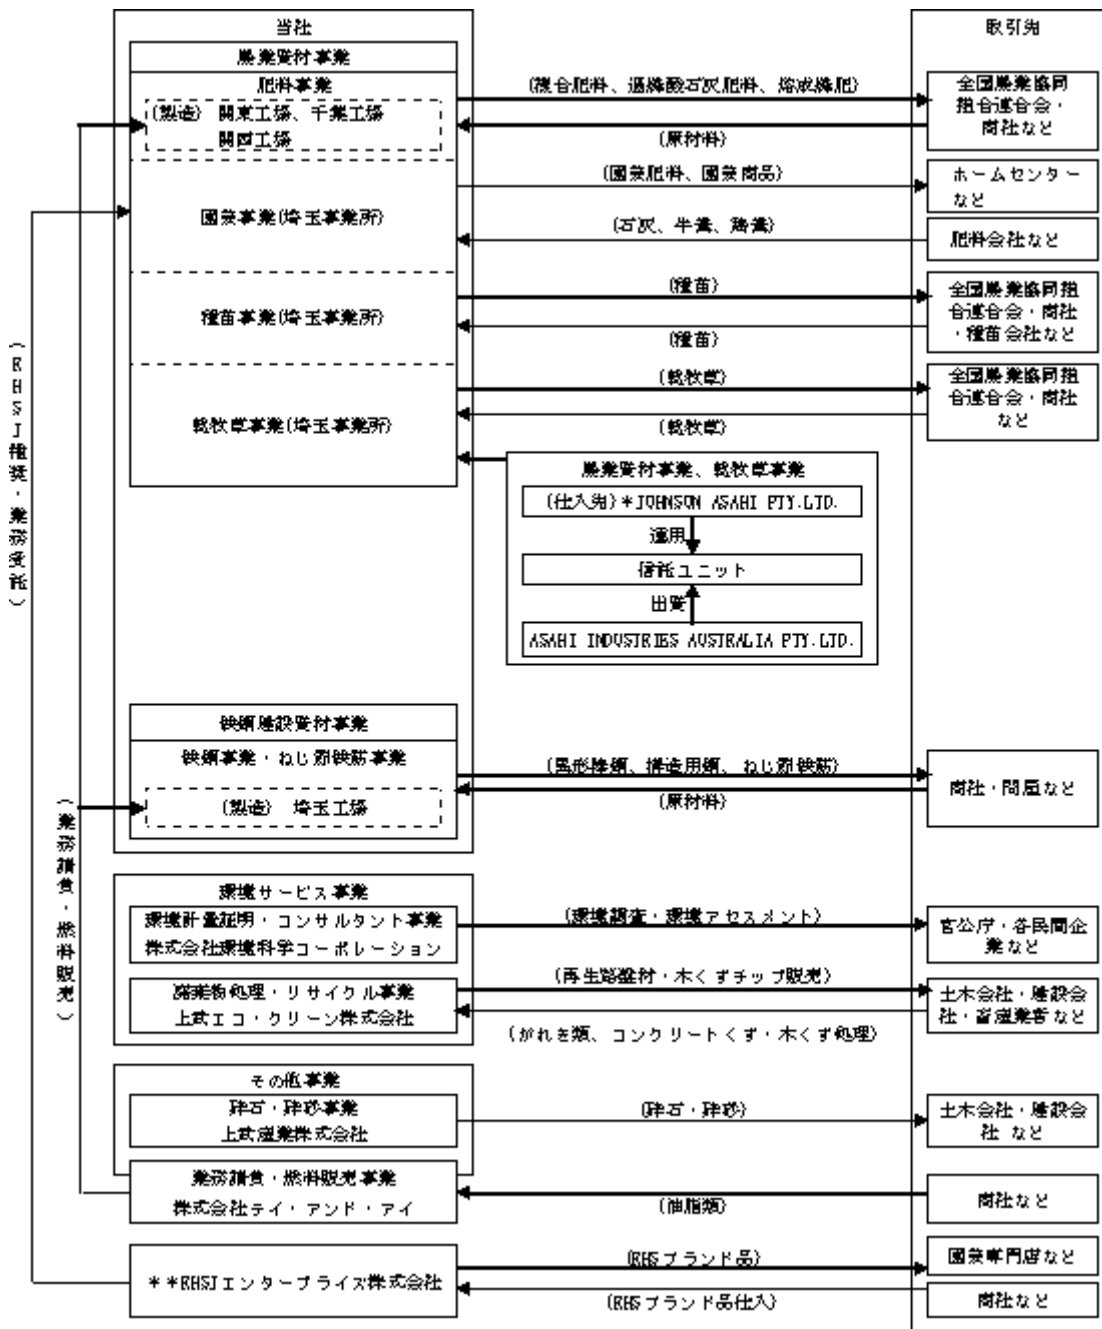 当社
取引先
農業資材事業
肥料事業
(製造) 関東工場、千葉工場
関西工場
(複合肥料、過燐酸石灰肥料、熔成燐肥)
(原材料)
全国農業協同
組合連合会・
商社など
園芸事業(埼玉事業所)
(園芸肥料、園芸商品)
ホームセンター
など
(石灰、牛糞、鶏糞)
肥料会社など
種苗事業(埼玉事業所)
(種苗)
(種苗)
全国農業協同組
合連合会・商社
・種苗会社など
乾牧草事業(埼玉事業所)
(乾牧草)
(乾牧草)
全国農業協同組
合連合会・商社
など
農業資材事業、乾牧草事業
(仕入先)*JOHNSON ASAHI PTY.LTD.
運用
信託ユニット
出資
ASAHI INDUSTRIES AUSTRALIA PTY.LTD.
(RHSJ推奨・業務受託)
鉄鋼建設資材事業
鉄鋼事業・ねじ節鉄筋事業
(製造) 埼玉工場
(異形棒鋼、構造用鋼、ねじ節鉄筋)
(原材料)
商社・問屋など
(業務請負・燃料販売)
環境サービス事業
環境計量証明・コンサルタント事業
株式会社環境科学コーポレーション
(環境調査・環境アセスメント)
官公庁・各民間企
業など
廃棄物処理・リサイクル事業
上武エコ・クリーン株式会社
(再生路盤材・木くずチップ販売)
(がれき類、コンクリートくず・木くず処理)
土木会社・建設会
社・畜産業者など
その他事業
砕石・砕砂事業
上武産業株式会社
(砕石・砕砂)
土木会社・建設会
社 など
業務請負・燃料販売事業
株式会社テイ・アンド・アイ
(油脂類)
商社など
**RHSJエンタープライズ株式会社
(RHSブランド品)
園芸専門店など
(RHSブランド品仕入)
商社など